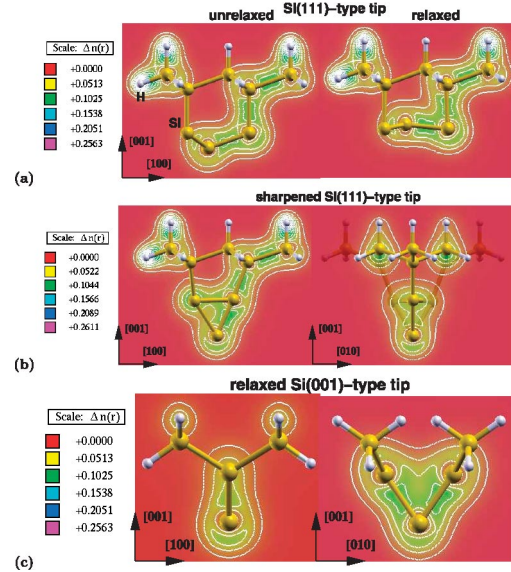 Si(111)–type tip
unrelaxed
relaxed
Scale: Δn(r)
+0.0000
+0.0513
+0.1025
+0.1538
+0.2051
+0.2563
H
Si
[001]
[100]
[001]
[100]
(a)
sharpened Si(111)–type tip
Scale: Δn(r)
+0.0000
+0.0522
+0.1044
+0.1566
+0.2089
+0.2611
[001]
[100]
[001]
[010]
(b)
relaxed Si(001)–type tip
Scale: Δn(r)
+0.0000
+0.0513
+0.1025
+0.1538
+0.2051
+0.2563
[001]
[100]
[001]
[010]
(c)